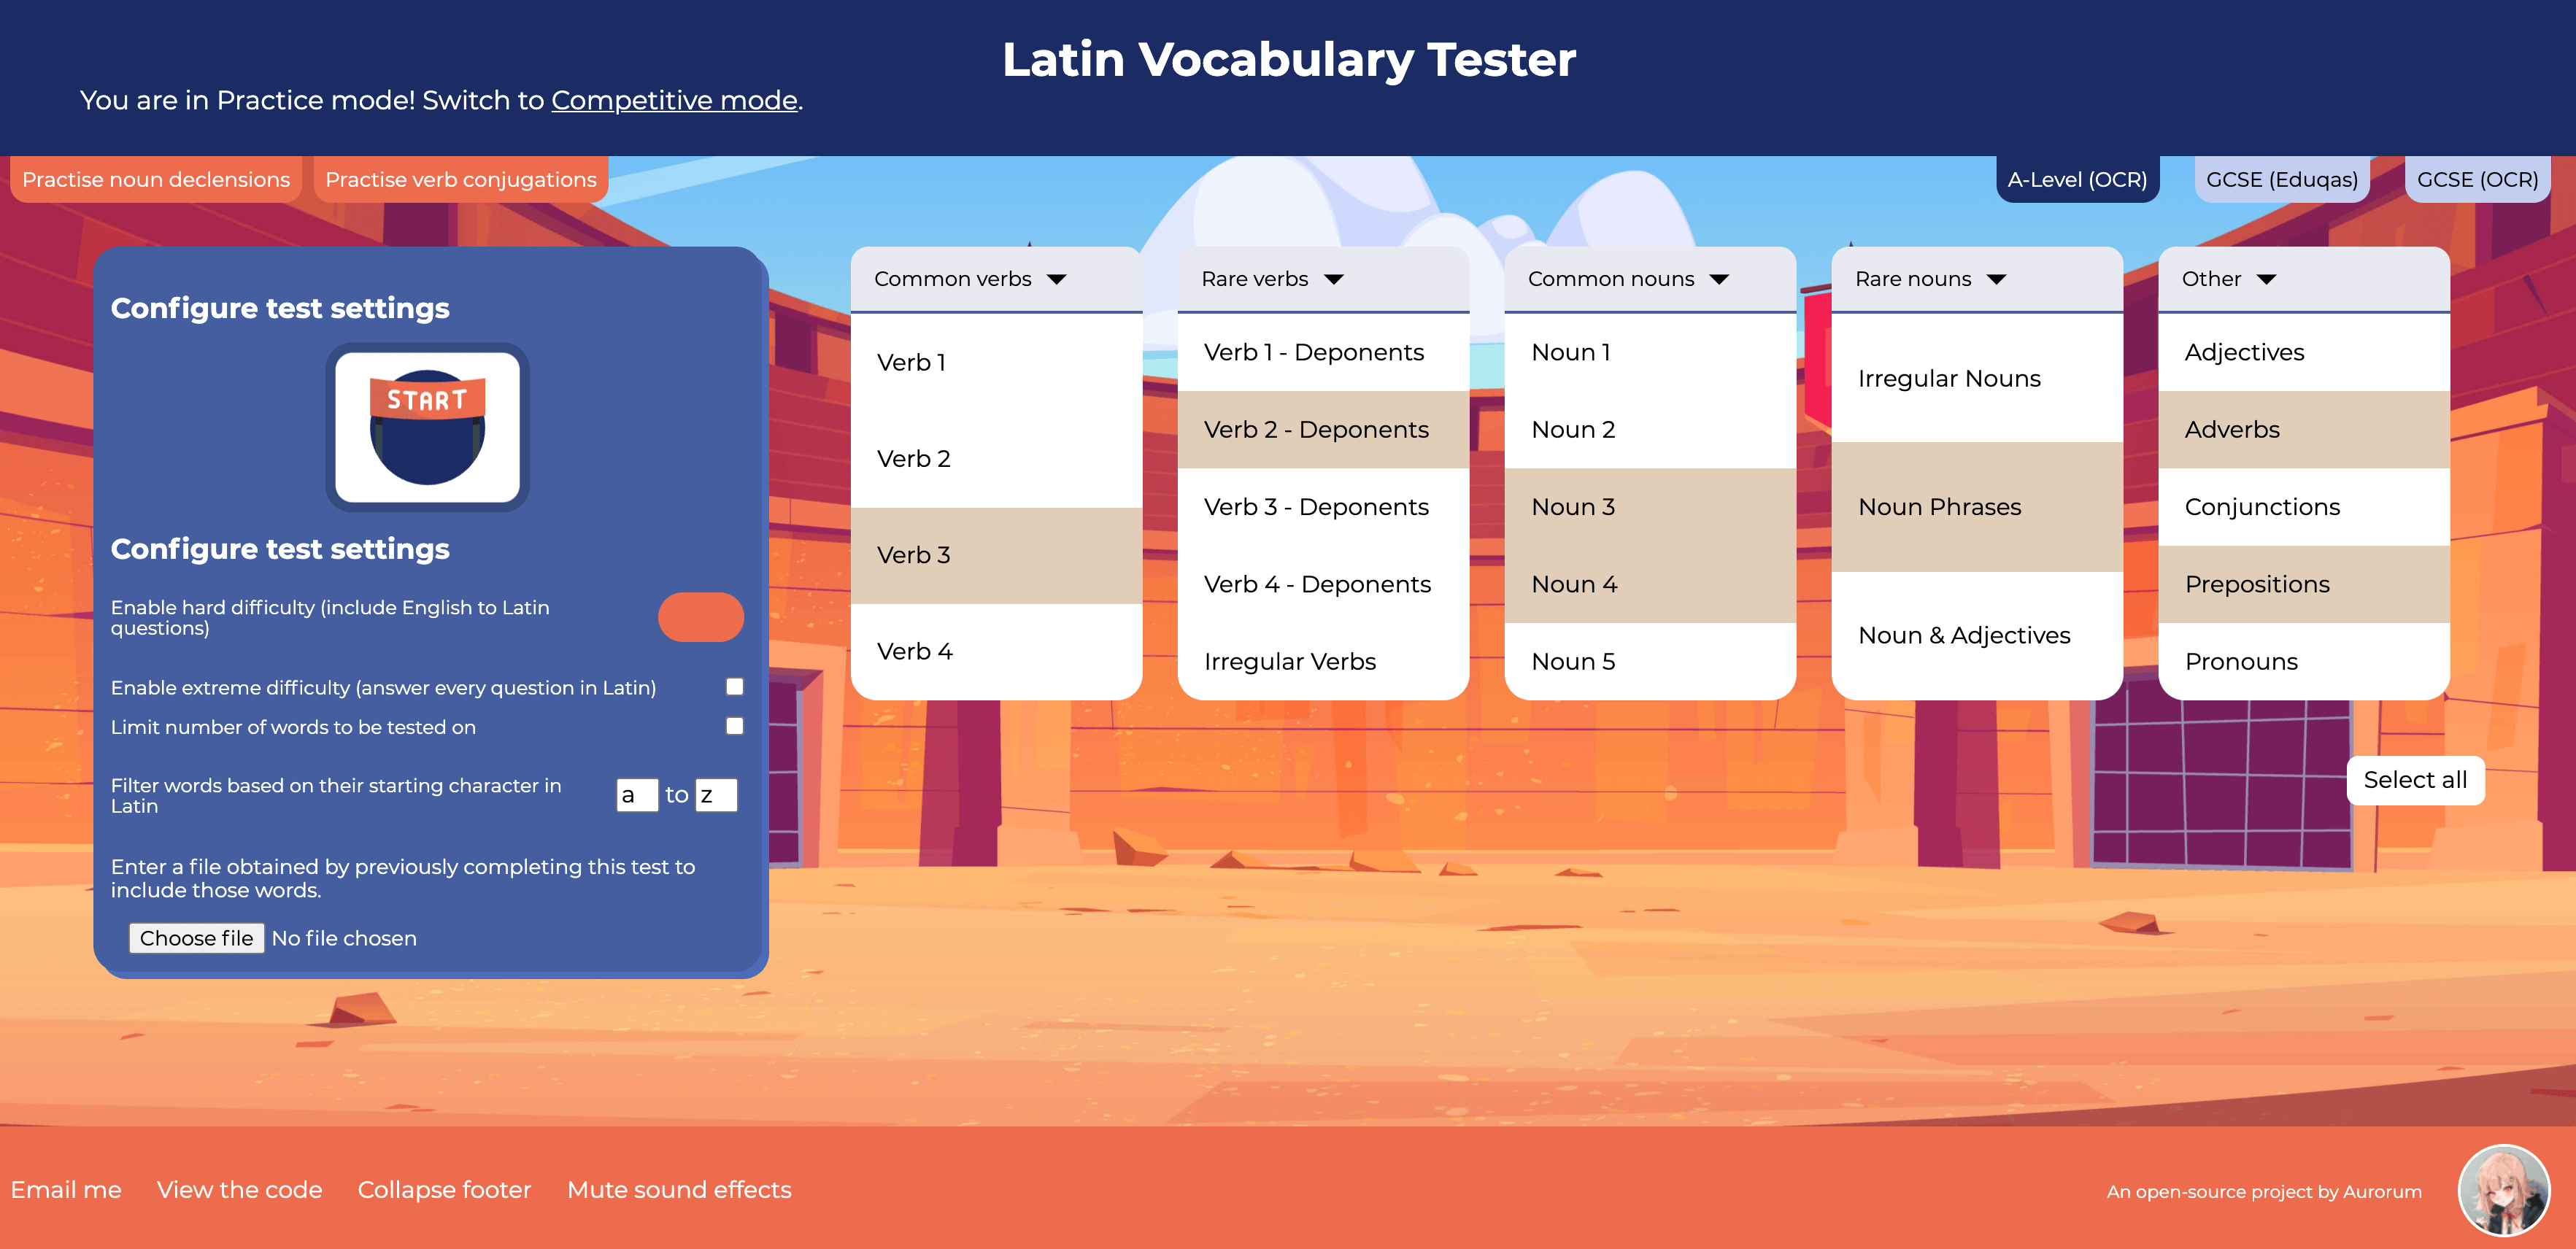 Latin Vocabulary Tester
You are in Practice mode! Switch to Competitive mode.
Practise noun declensions
Practise verb conjugations
A-Level (OCR)
GCSE (Eduqas)
GCSE (OCR)
Configure test settings
START
Configure test settings
Enable hard difficulty (include English to Latin
questions)
Enable extreme difficulty (answer every question in Latin)
Limit number of words to be tested on
Filter words based on their starting character in
Latin
a to z
Enter a file obtained by previously completing this test to
include those words.
Choose file No file chosen
Common verbs
Verb 1
Verb 2
Verb 3
Verb 4
Rare verbs
Verb 1 - Deponents
Verb 2 - Deponents
Verb 3 - Deponents
Verb 4 - Deponents
Irregular Verbs
Common nouns
Noun 1
Noun 2
Noun 3
Noun 4
Noun 5
Rare nouns
Irregular Nouns
Noun Phrases
Noun & Adjectives
Other
Adjectives
Adverbs
Conjunctions
Prepositions
Pronouns
Select all
Email me
View the code
Collapse footer
Mute sound effects
An open-source project by Aurorum